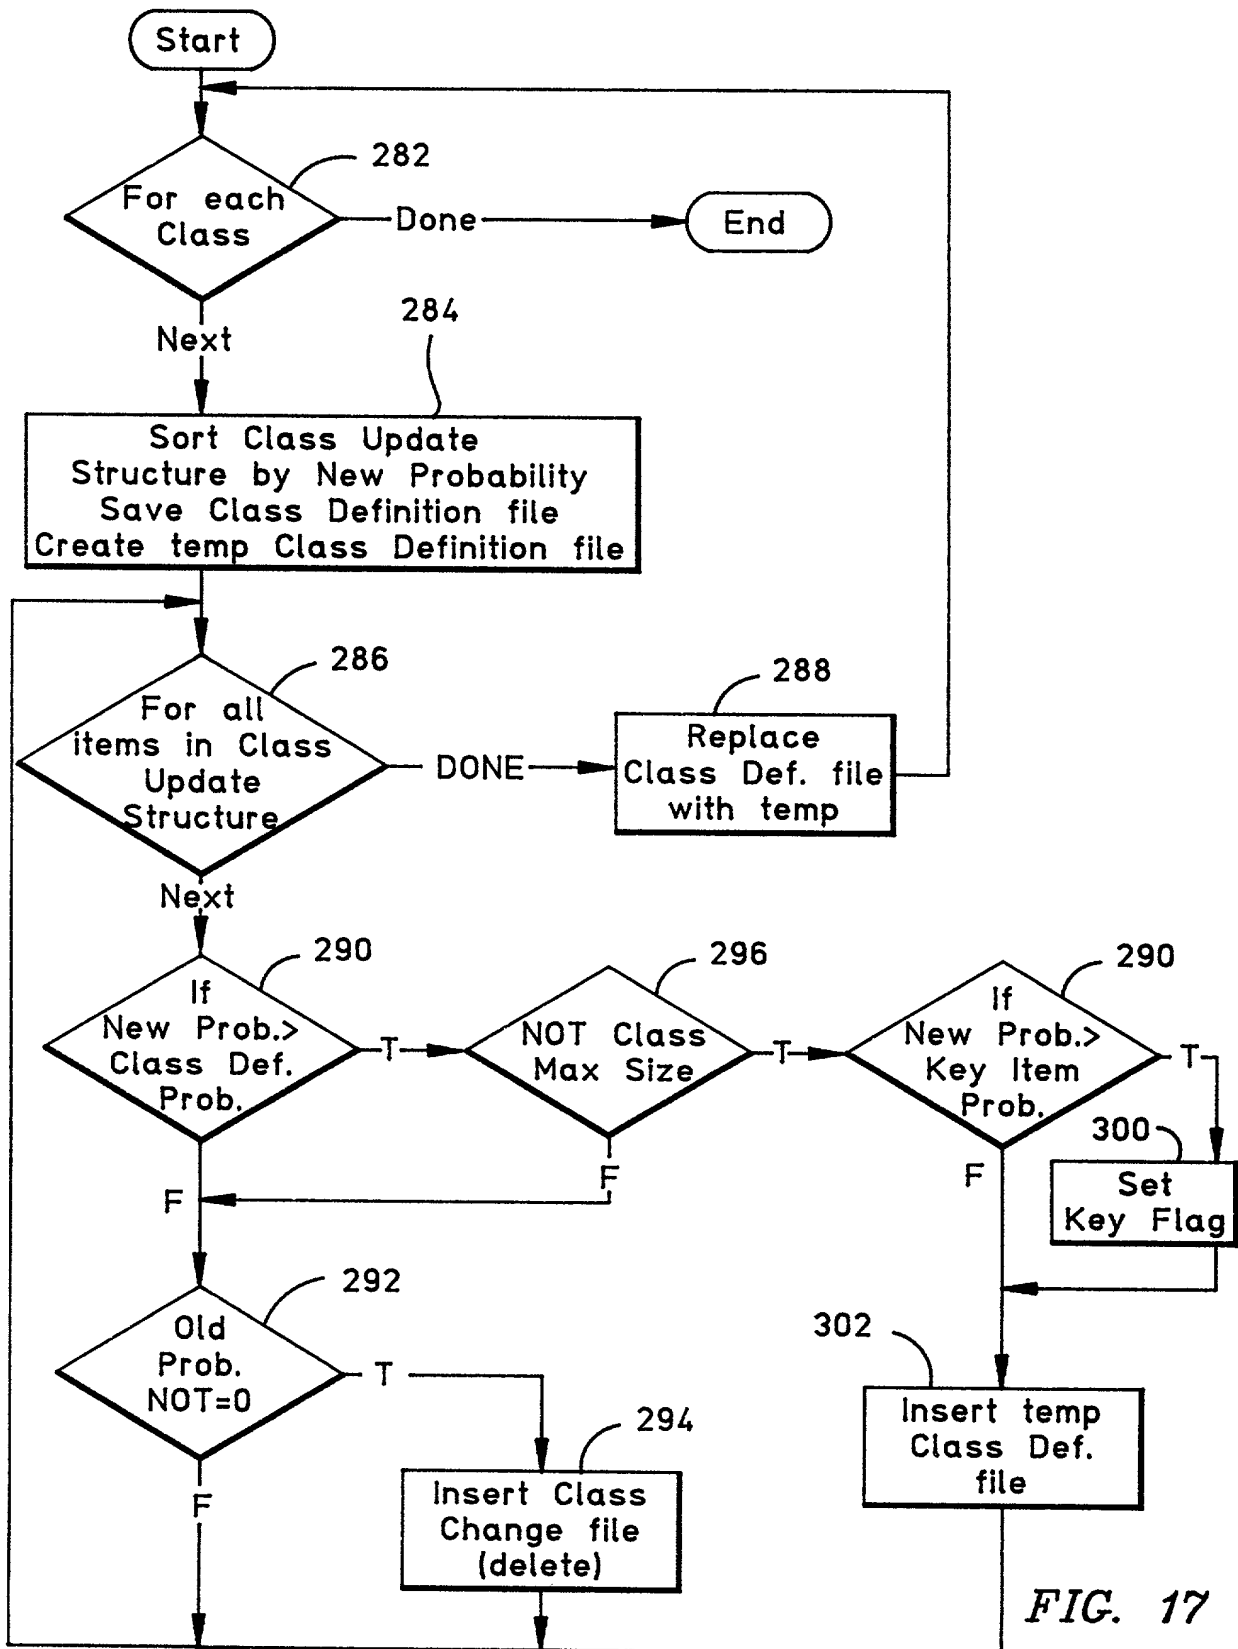 Start
282
For each
Class
Done
End
Next
284
Sort Class Update
Structure by New Probability
Save Class Definition file
Create temp Class Definition file
286
For all
items in Class
Update
Structure
DONE
288
Replace
Class Def. file
with temp
Next
290
If
New Prob.>
Class Def.
Prob.
T
296
NOT Class
Max Size
T
290
If
New Prob.>
Key Item
Prob.
T
F
F
F
300
Set
Key Flag
292
Old
Prob.
NOT=0
T
F
294
Insert Class
Change file
(delete)
302
Insert temp
Class Def.
file
FIG. 17